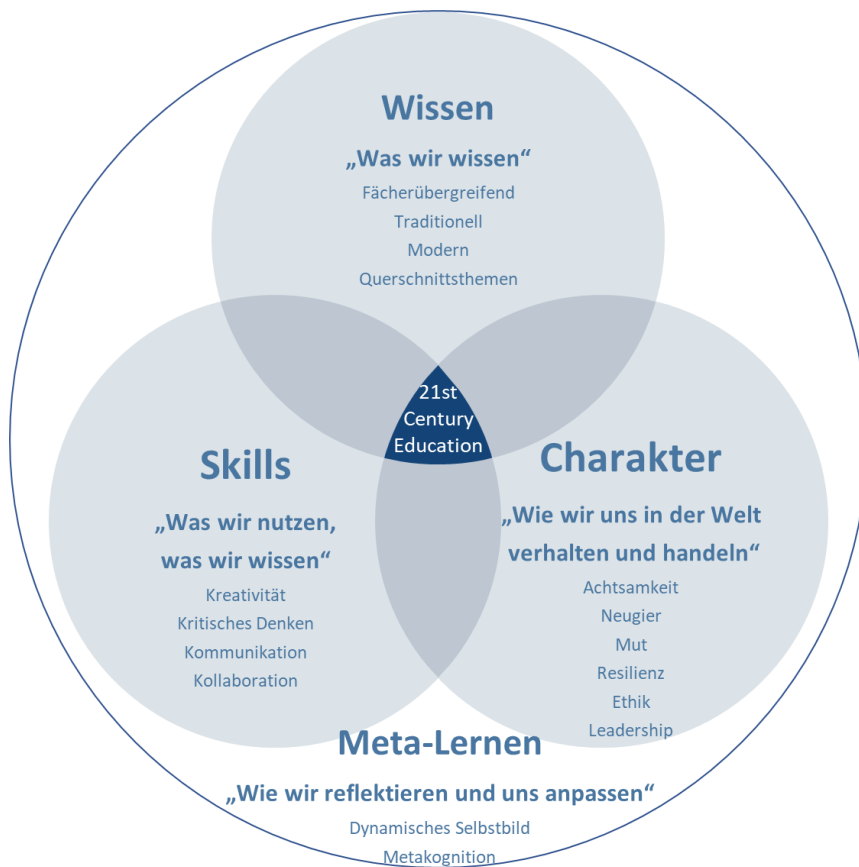 Wissen
„Was wir wissen“
Fächerübergreifend
Traditionell
Modern
Querschnittsthemen
21st
Century
Education
Skills
„Was wir nutzen,
was wir wissen“
Kreativität
Kritisches Denken
Kommunikation
Kollaboration
Charakter
„Wie wir uns in der Welt
verhalten und handeln“
Achtsamkeit
Neugier
Mut
Resilienz
Ethik
Leadership
Meta-Lernen
„Wie wir reflektieren und uns anpassen“
Dynamisches Selbstbild
Metakognition